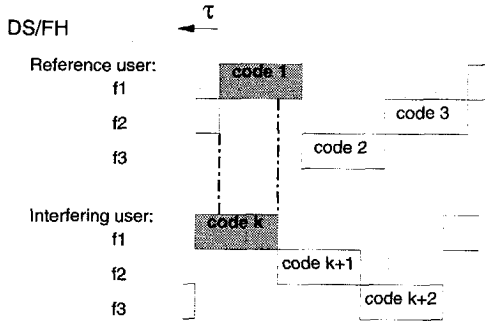 DS/FH
τ
Reference user:
code 1
f1
f2
code 3
f3
code 2
Interfering user:
code k
f1
f2
code k+1
f3
code k+2